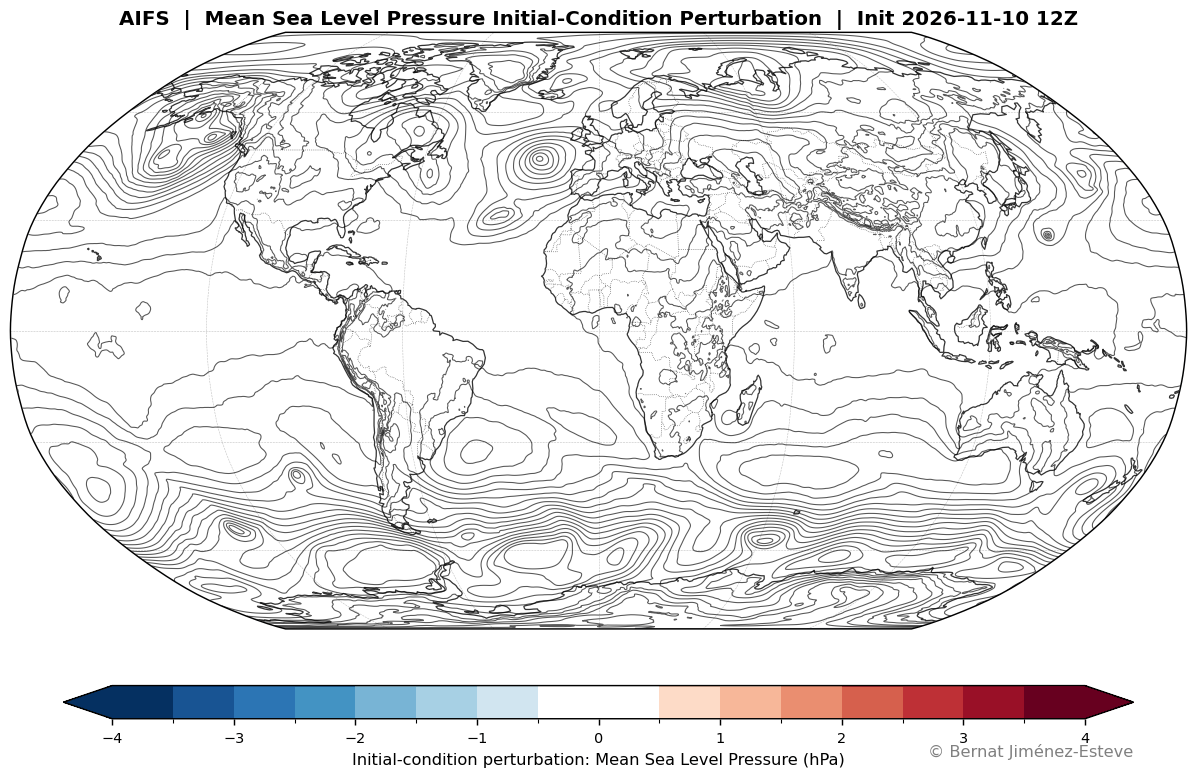 AIFS | Mean Sea Level Pressure Initial-Condition Perturbation | Init 2026-11-10 12Z
−4 −3 −2 −1 0 1 2 3 4
Initial-condition perturbation: Mean Sea Level Pressure (hPa)
© Bernat Jiménez-Esteve